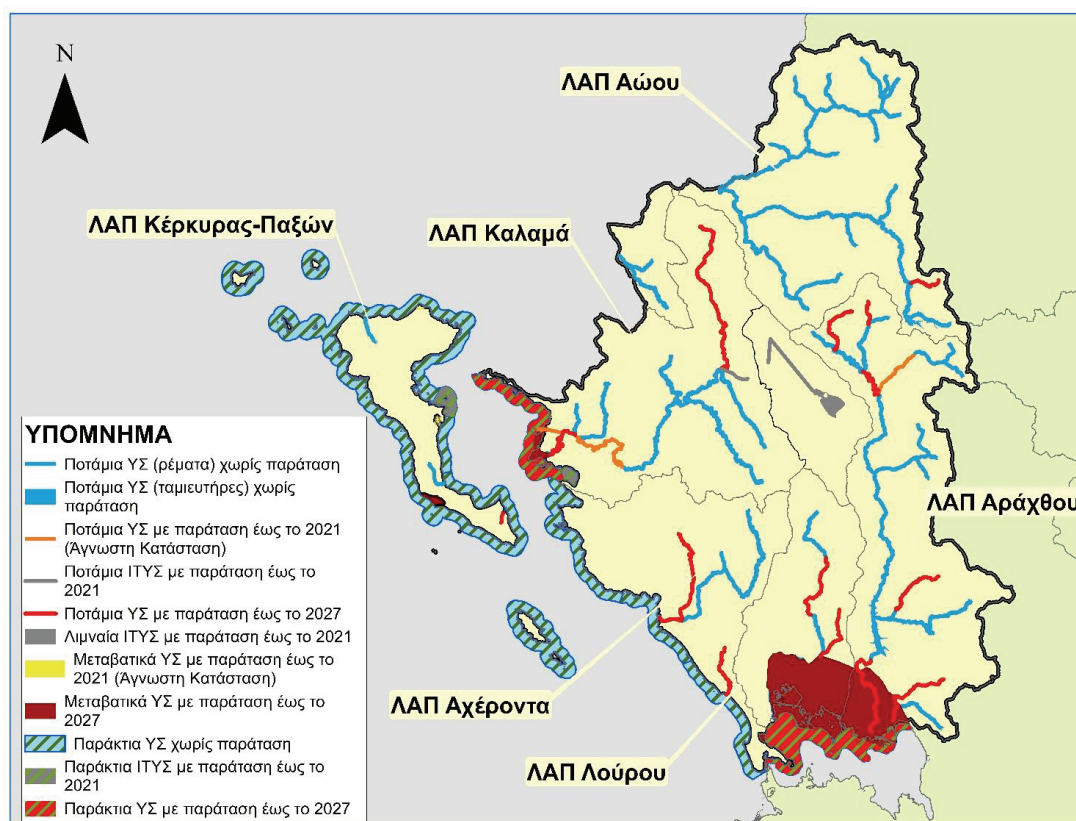 N
ΛΑΠ Αώου
ΛΑΠ Κέρκυρας-Παξών
ΛΑΠ Καλαμά
ΛΑΠ Αράχθου
ΛΑΠ Αχέροντα
ΛΑΠ Λούρου
ΥΠΟΜΝΗΜΑ
Ποτάμια ΥΣ (ρέματα) χωρίς παράταση
Ποτάμια ΥΣ (ταμιευτήρες) χωρίς
παράταση
Ποτάμια ΥΣ με παράταση έως το 2021
(Άγνωστη Κατάσταση)
Ποτάμια ΙΤΥΣ με παράταση έως το
2021
Ποτάμια ΥΣ με παράταση έως το 2027
Λιμναία ΙΤΥΣ με παράταση έως το 2021
Μεταβατικά ΥΣ με παράταση έως το
2021 (Άγνωστη Κατάσταση)
Μεταβατικά ΥΣ με παράταση έως το
2027
Παράκτια ΥΣ χωρίς παράταση
Παράκτια ΙΤΥΣ με παράταση έως το
2021
Παράκτια ΥΣ με παράταση έως το 2027